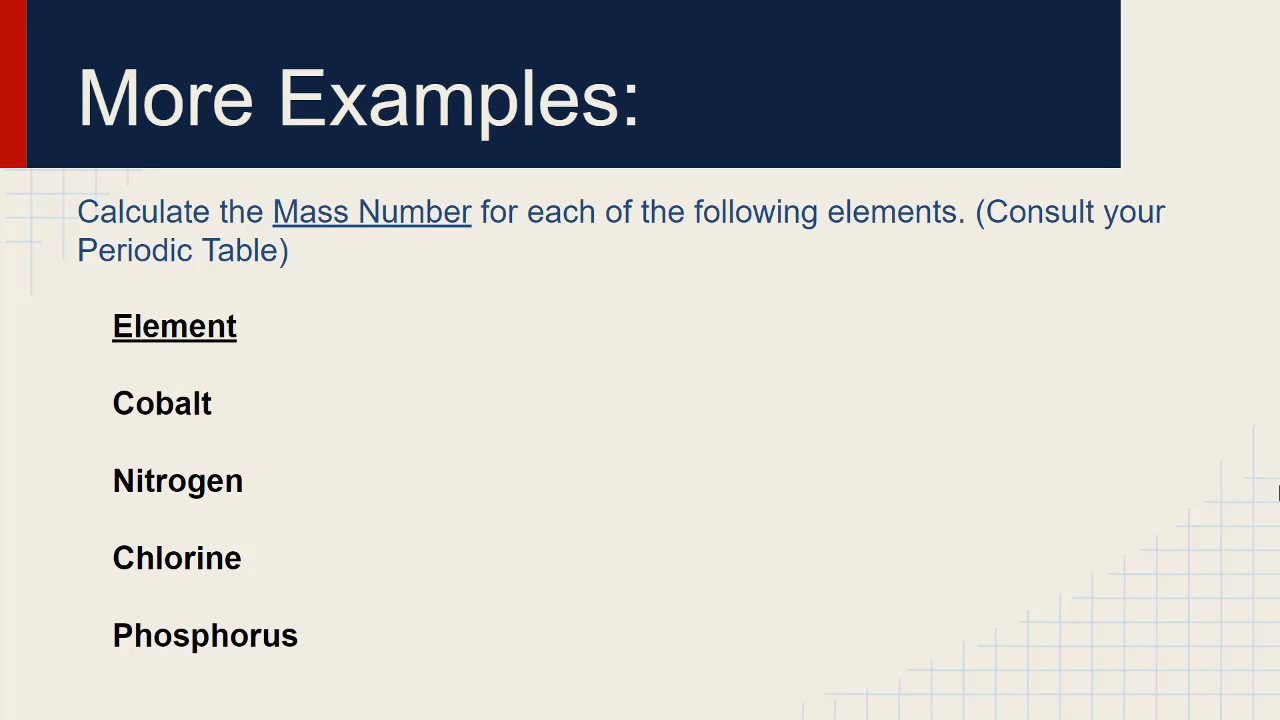 More Examples:
Calculate the Mass Number for each of the following elements. (Consult your
Periodic Table)
Element
Cobalt
Nitrogen
Chlorine
Phosphorus